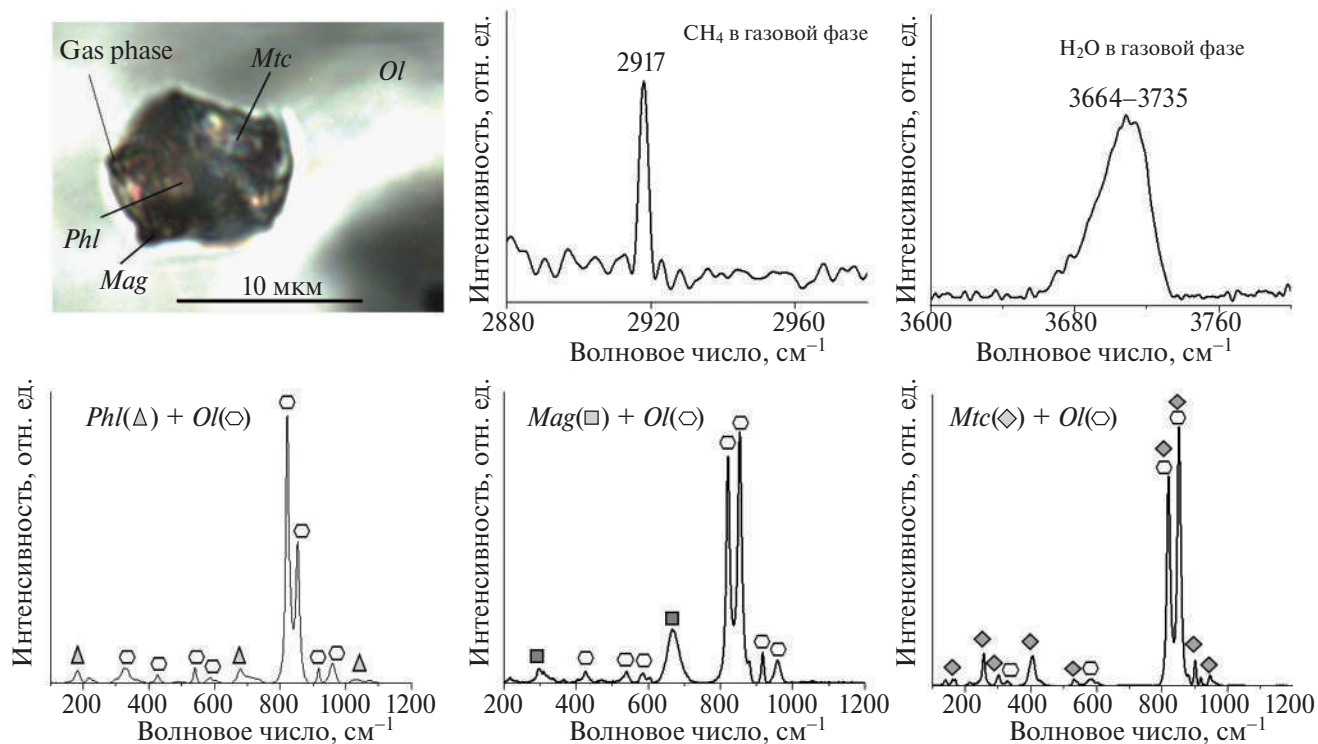 Gas phase
Mtc
Ol
Phl
Mag
10 мкм
Интенсивность, отн. ед.
CH₄ в газовой фазе
2917
2880
2920
2960
Волновое число, см⁻¹
Интенсивность, отн. ед.
H₂O в газовой фазе
3664–3735
3600
3680
3760
Волновое число, см⁻¹
Интенсивность, отн. ед.
Phl(△) + Ol(⬡)
200 400 600 800 1000 1200
Волновое число, см⁻¹
Интенсивность, отн. ед.
Mag(■) + Ol(⬡)
200 400 600 800 1000 1200
Волновое число, см⁻¹
Интенсивность, отн. ед.
Mtc(◆) + Ol(⬡)
200 400 600 800 1000 1200
Волновое число, см⁻¹